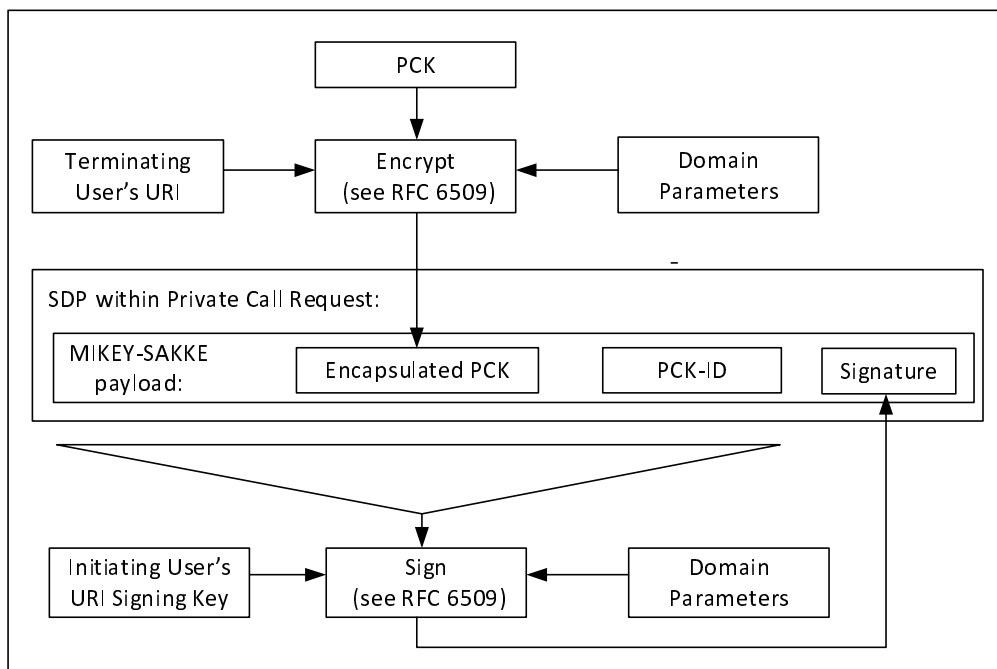 PCK
Terminating
User's URI
Encrypt
(see RFC 6509)
Domain
Parameters
SDP within Private Call Request:
MIKEY-SAKKE
payload:
Encapsulated PCK
PCK-ID
Signature
Initiating User's
URI Signing Key
Sign
(see RFC 6509)
Domain
Parameters